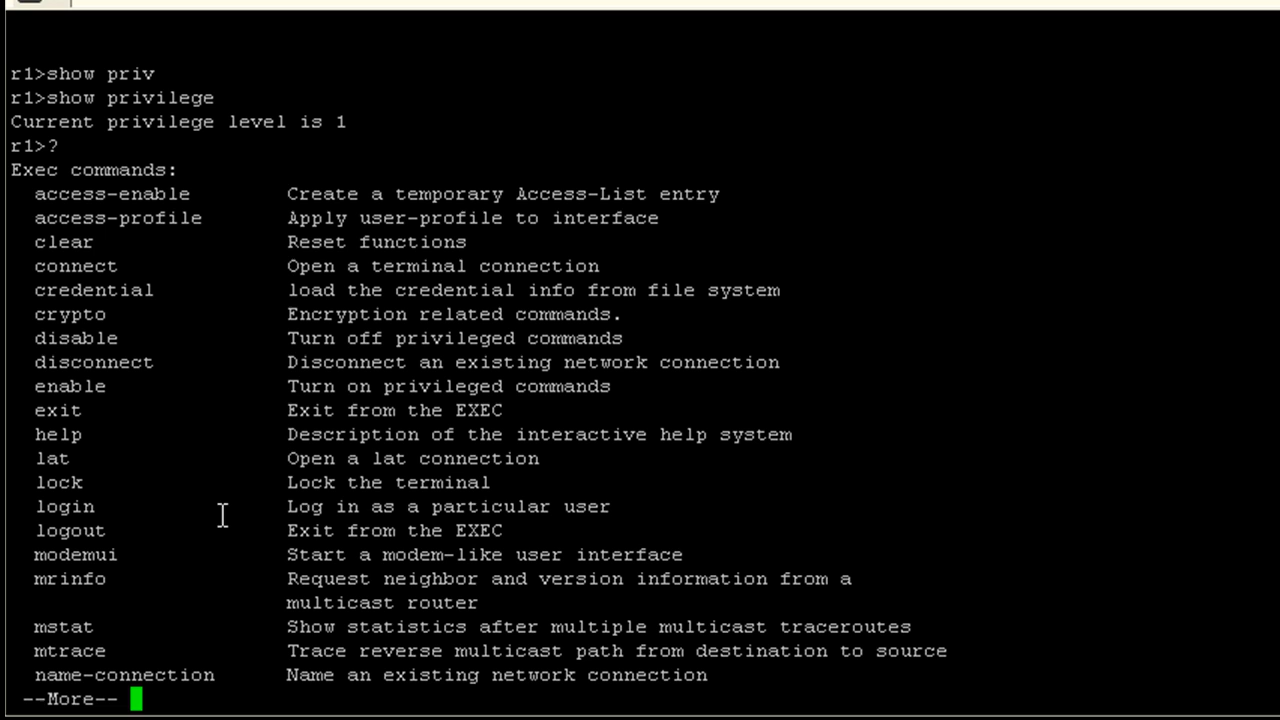 r1>show priv
r1>show privilege
Current privilege level is 1
r1>?
Exec commands:
access-enable Create a temporary Access-List entry
access-profile Apply user-profile to interface
clear Reset functions
connect Open a terminal connection
credential load the credential info from file system
crypto Encryption related commands.
disable Turn off privileged commands
disconnect Disconnect an existing network connection
enable Turn on privileged commands
exit Exit from the EXEC
help Description of the interactive help system
lat Open a lat connection
lock Lock the terminal
login Log in as a particular user
logout Exit from the EXEC
modemui Start a modem-like user interface
mrinfo Request neighbor and version information from a
multicast router
mstat Show statistics after multiple multicast traceroutes
mtrace Trace reverse multicast path from destination to source
name-connection Name an existing network connection
--More--